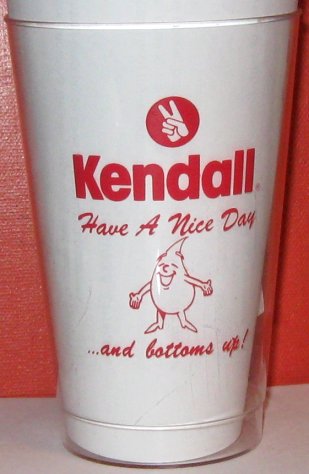 Kendall®
Have A Nice Day
...and bottoms up!